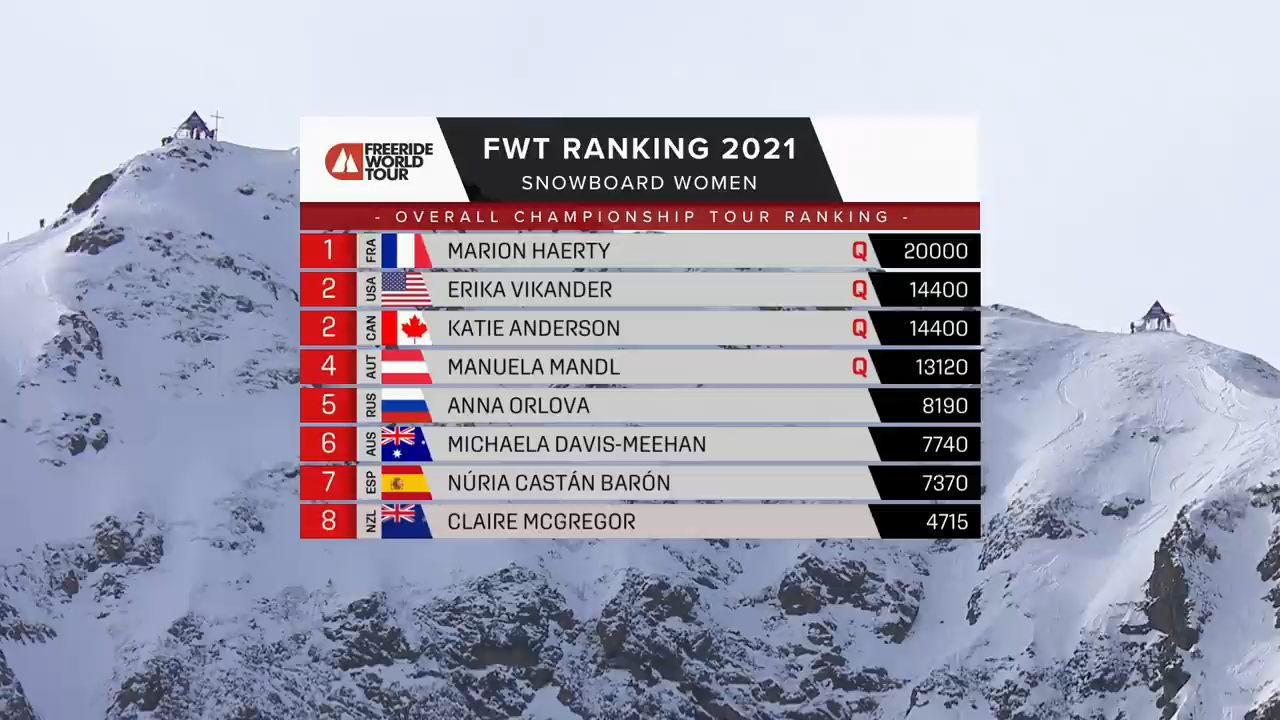 FREERIDE
WORLD
TOUR
FWT RANKING 2021
SNOWBOARD WOMEN
- OVERALL CHAMPIONSHIP TOUR RANKING -
1 FRA MARION HAERTY Q 20000
2 USA ERIKA VIKANDER Q 14400
2 CAN KATIE ANDERSON Q 14400
4 AUT MANUELA MANDL Q 13120
5 RUS ANNA ORLOVA 8190
6 AUS MICHAELA DAVIS-MEEHAN 7740
7 ESP NÚRIA CASTÁN BARÓN 7370
8 NZL CLAIRE MCGREGOR 4715